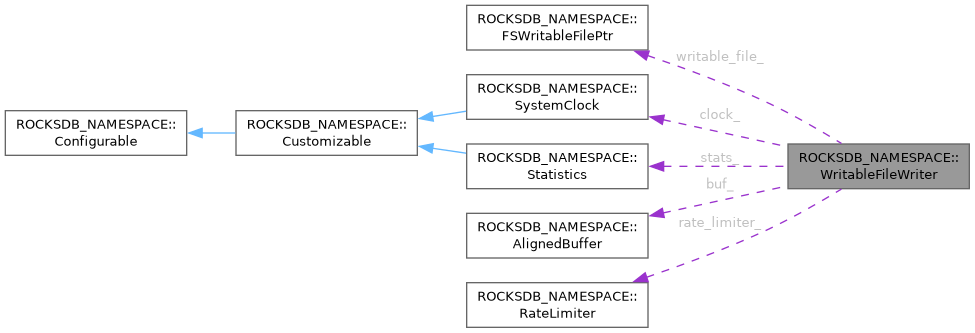 ROCKSDB_NAMESPACE::
FSWritableFilePtr
writable_file_
ROCKSDB_NAMESPACE::
SystemClock
clock_
ROCKSDB_NAMESPACE::
Configurable
ROCKSDB_NAMESPACE::
Customizable
ROCKSDB_NAMESPACE::
Statistics
stats_
ROCKSDB_NAMESPACE::
WritableFileWriter
buf_
ROCKSDB_NAMESPACE::
AlignedBuffer
rate_limiter_
ROCKSDB_NAMESPACE::
RateLimiter